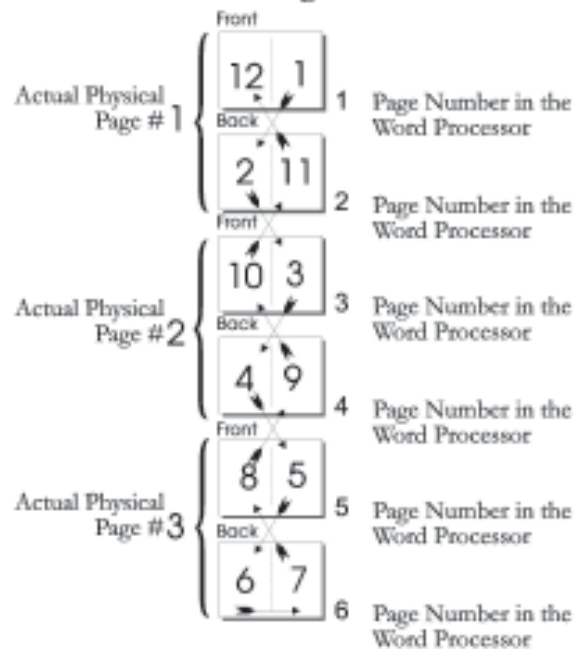 Front
12 1
Actual Physical
Page # 1
1 Page Number in the
Word Processor
Back
2 11
2 Page Number in the
Word Processor
Front
10 3
Actual Physical
Page #2
3 Page Number in the
Word Processor
Back
4 9
4 Page Number in the
Word Processor
Front
8 5
Actual Physical
Page #3
5 Page Number in the
Word Processor
Back
6 7
6 Page Number in the
Word Processor